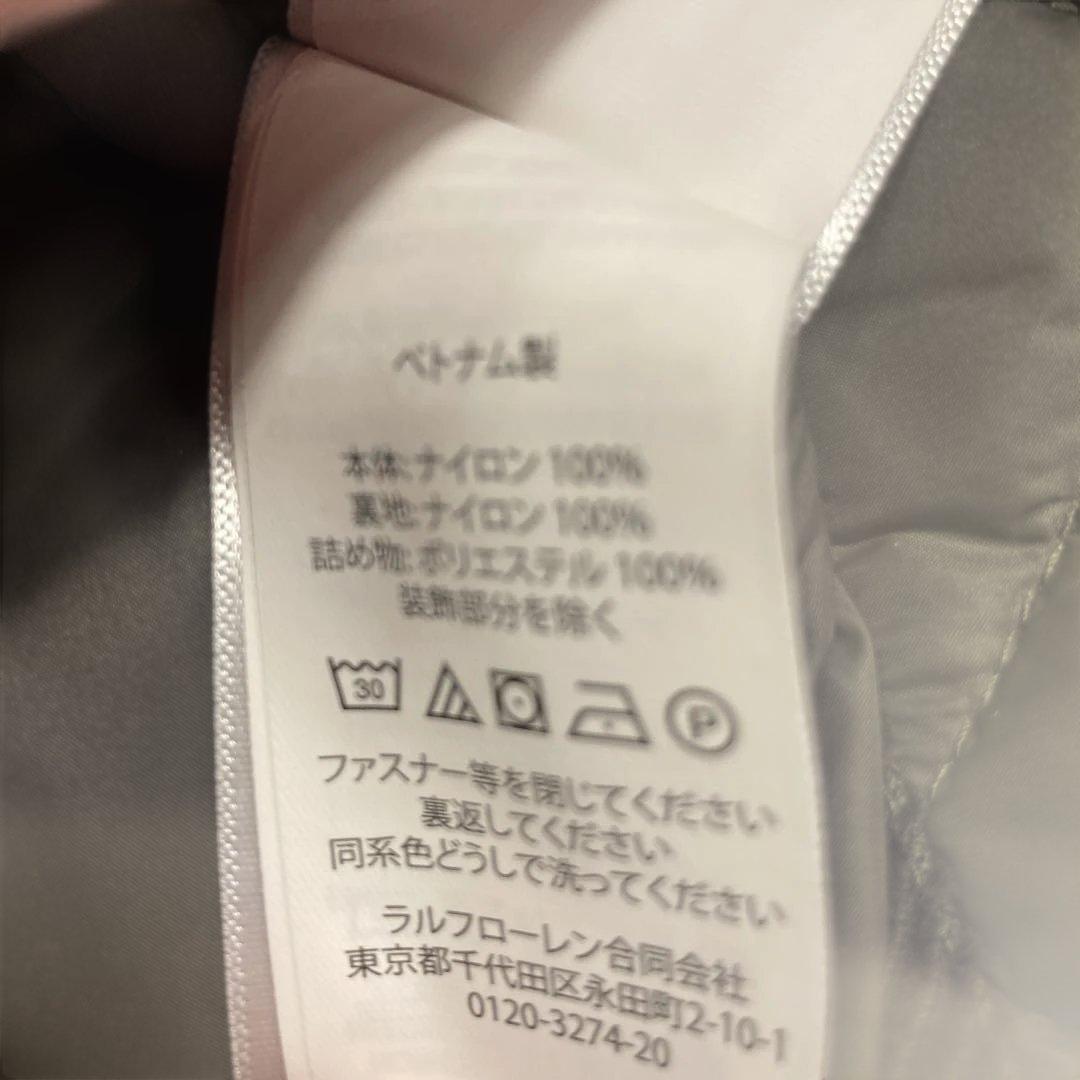 ベトナム製
本体:ナイロン 100%
裏地:ナイロン 100%
詰め物:ポリエステル 100%
装飾部分を除く
30
P
ファスナー等を閉じてください
裏返してください
同系色どうしで洗ってください
ラルフローレン合同会社
東京都千代田区永田町2-10-1
0120-3274-20